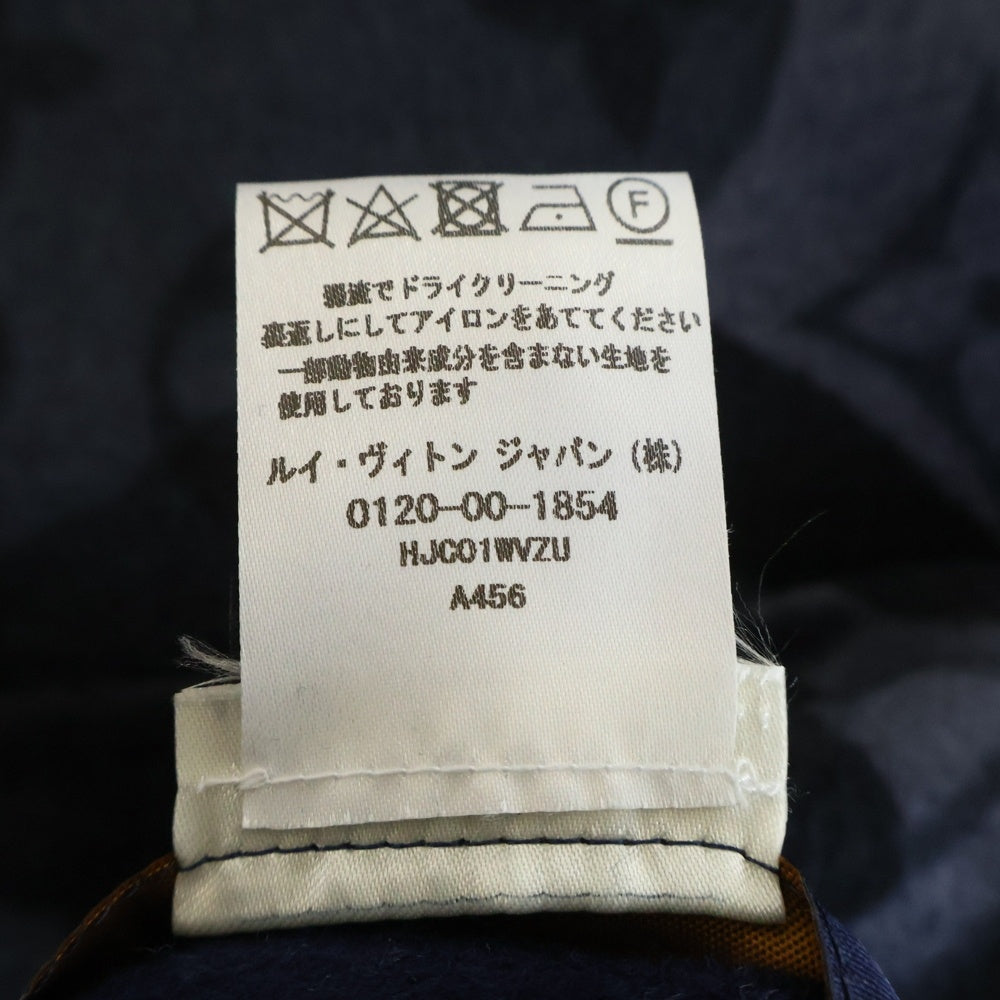 F
弱流でドライクリーニング
裏返しにしてアイロンをあててください
一部動物由来成分を含まない生地を
使用しております
ルイ・ヴィトン ジャパン (株)
0120-00-1854
HJC01WVZU
A456